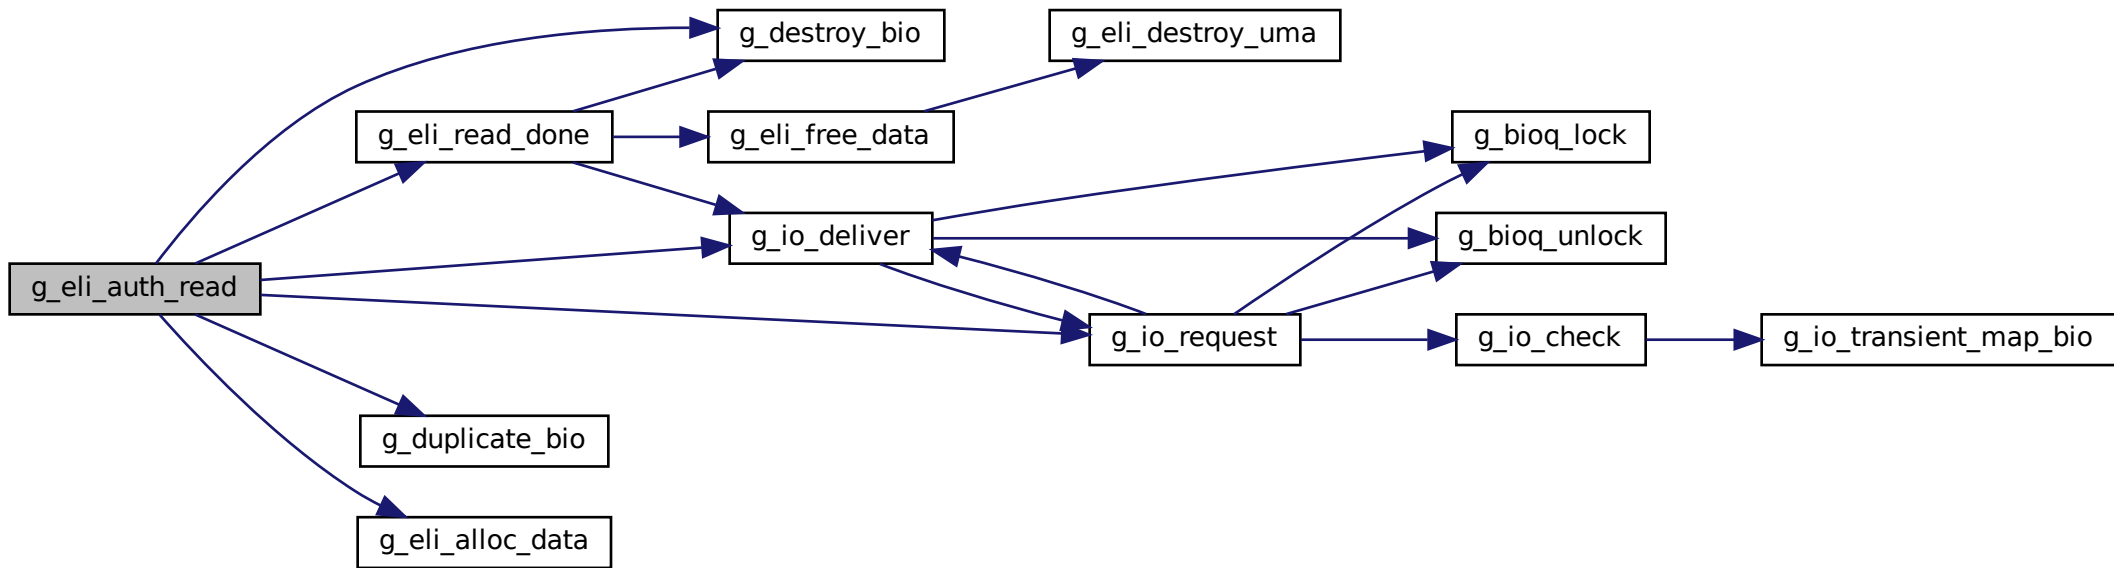 g_destroy_bio
g_eli_destroy_uma
g_eli_read_done
g_eli_free_data
g_bioq_lock
g_io_deliver
g_bioq_unlock
g_eli_auth_read
g_io_request
g_io_check
g_io_transient_map_bio
g_duplicate_bio
g_eli_alloc_data